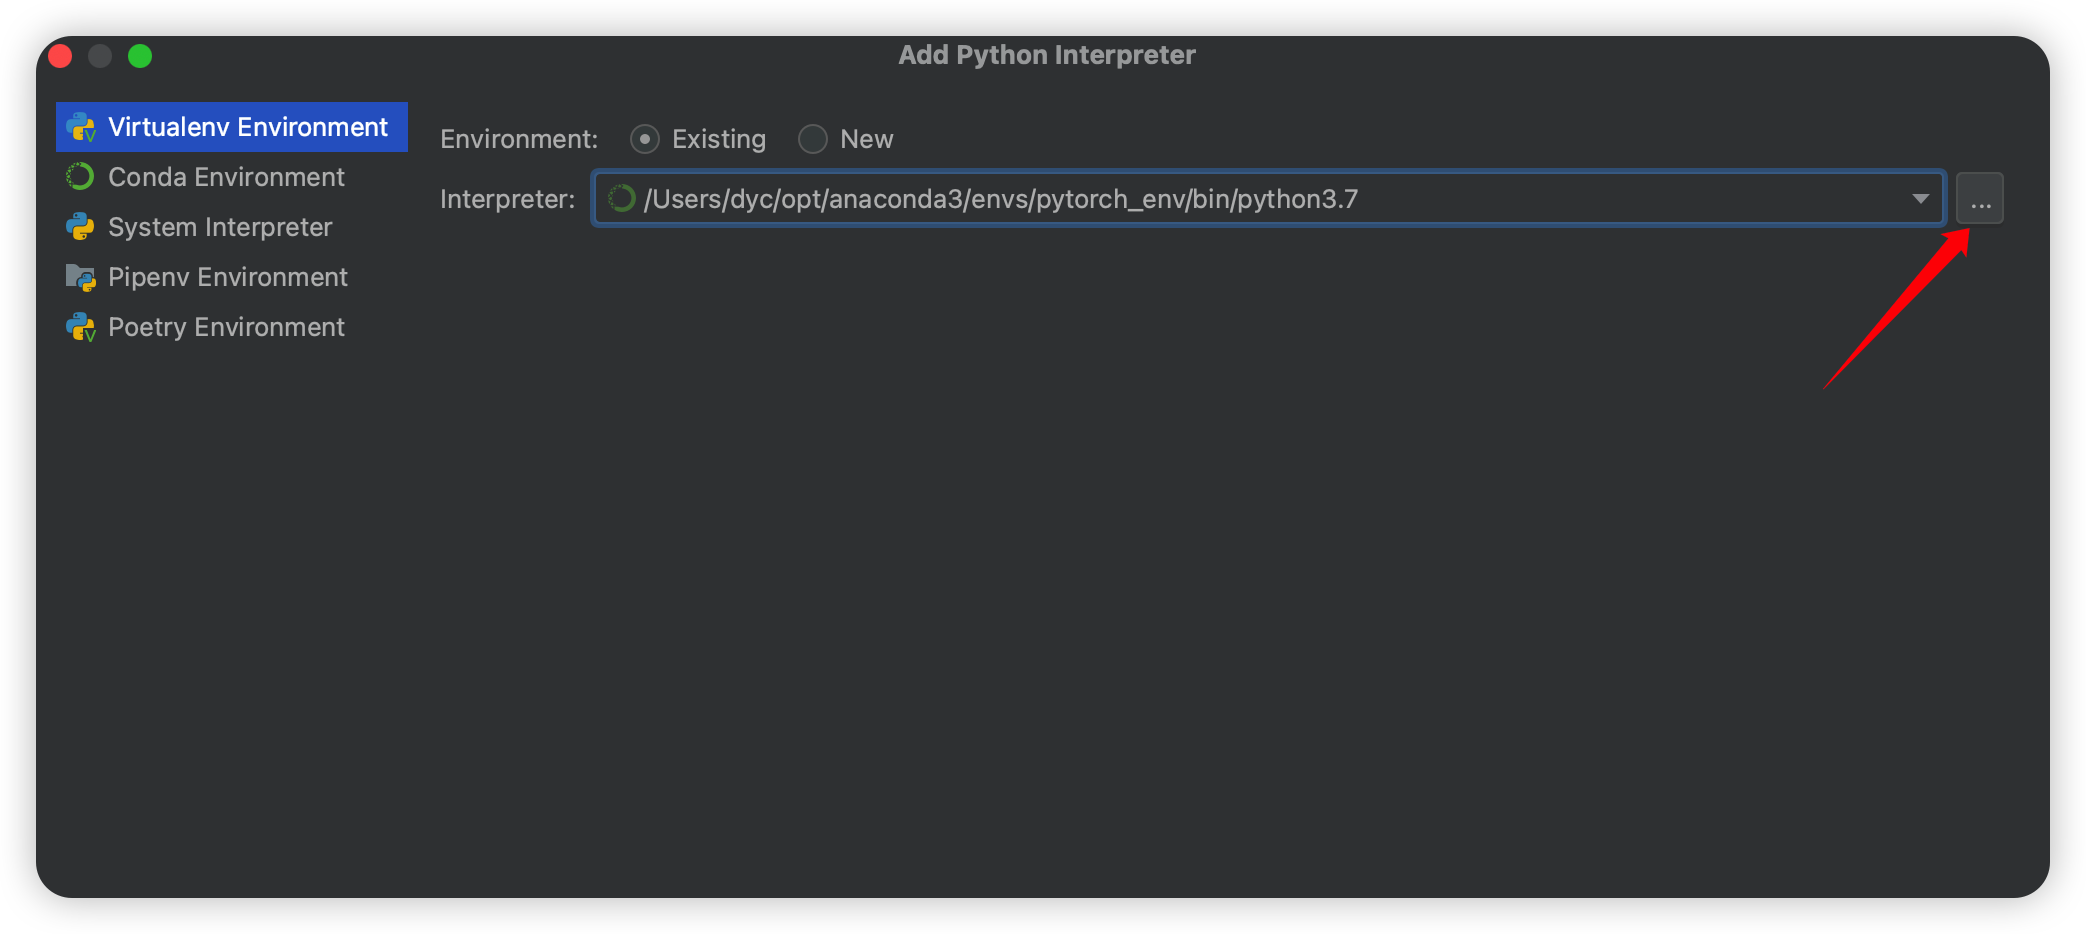 Add Python Interpreter
Virtualenv Environment
Conda Environment
System Interpreter
Pipenv Environment
Poetry Environment
Environment: Existing New
Interpreter: /Users/dyc/opt/anaconda3/envs/pytorch_env/bin/python3.7 ...